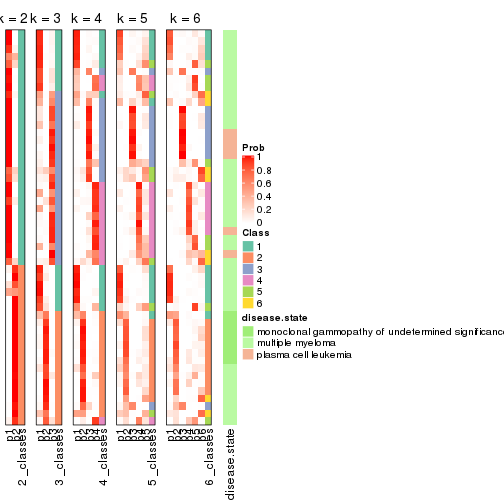 k = 2 k = 3 k = 4 k = 5 k = 6
Prob
1
0.8
0.6
0.4
0.2
0
Class
1
2
3
4
5
6
disease.state
monoclonal gammopathy of undetermined significance
multiple myeloma
plasma cell leukemia
p1 p2 2_classes p1 p2 p3 3_classes p1 p2 p3 p4 4_classes p1 p2 p3 p4 p5 5_classes p1 p2 p3 p4 p5 p6 6_classes disease.state